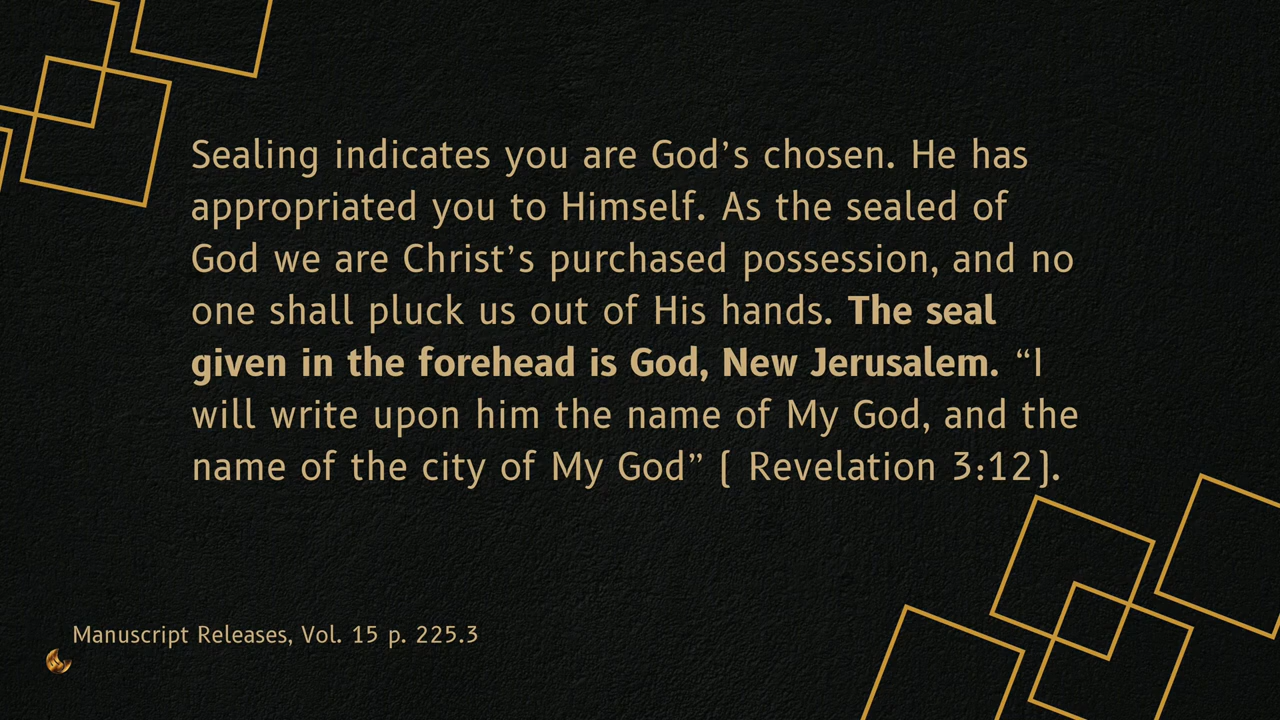 Sealing indicates you are God’s chosen. He has
appropriated you to Himself. As the sealed of
God we are Christ’s purchased possession, and no
one shall pluck us out of His hands. The seal
given in the forehead is God, New Jerusalem. “I
will write upon him the name of My God, and the
name of the city of My God” [ Revelation 3:12].
Manuscript Releases, Vol. 15 p. 225.3